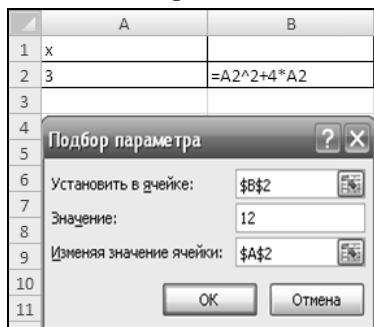 A B
1 x
2 3 =A2^2+4*A2
3
4
Подбор параметра ? X
5
6 Установить в ячейке: $B$2
7
Значение: 12
8
9 Изменяя значение ячейки: $A$2
10
ОК Отмена
11